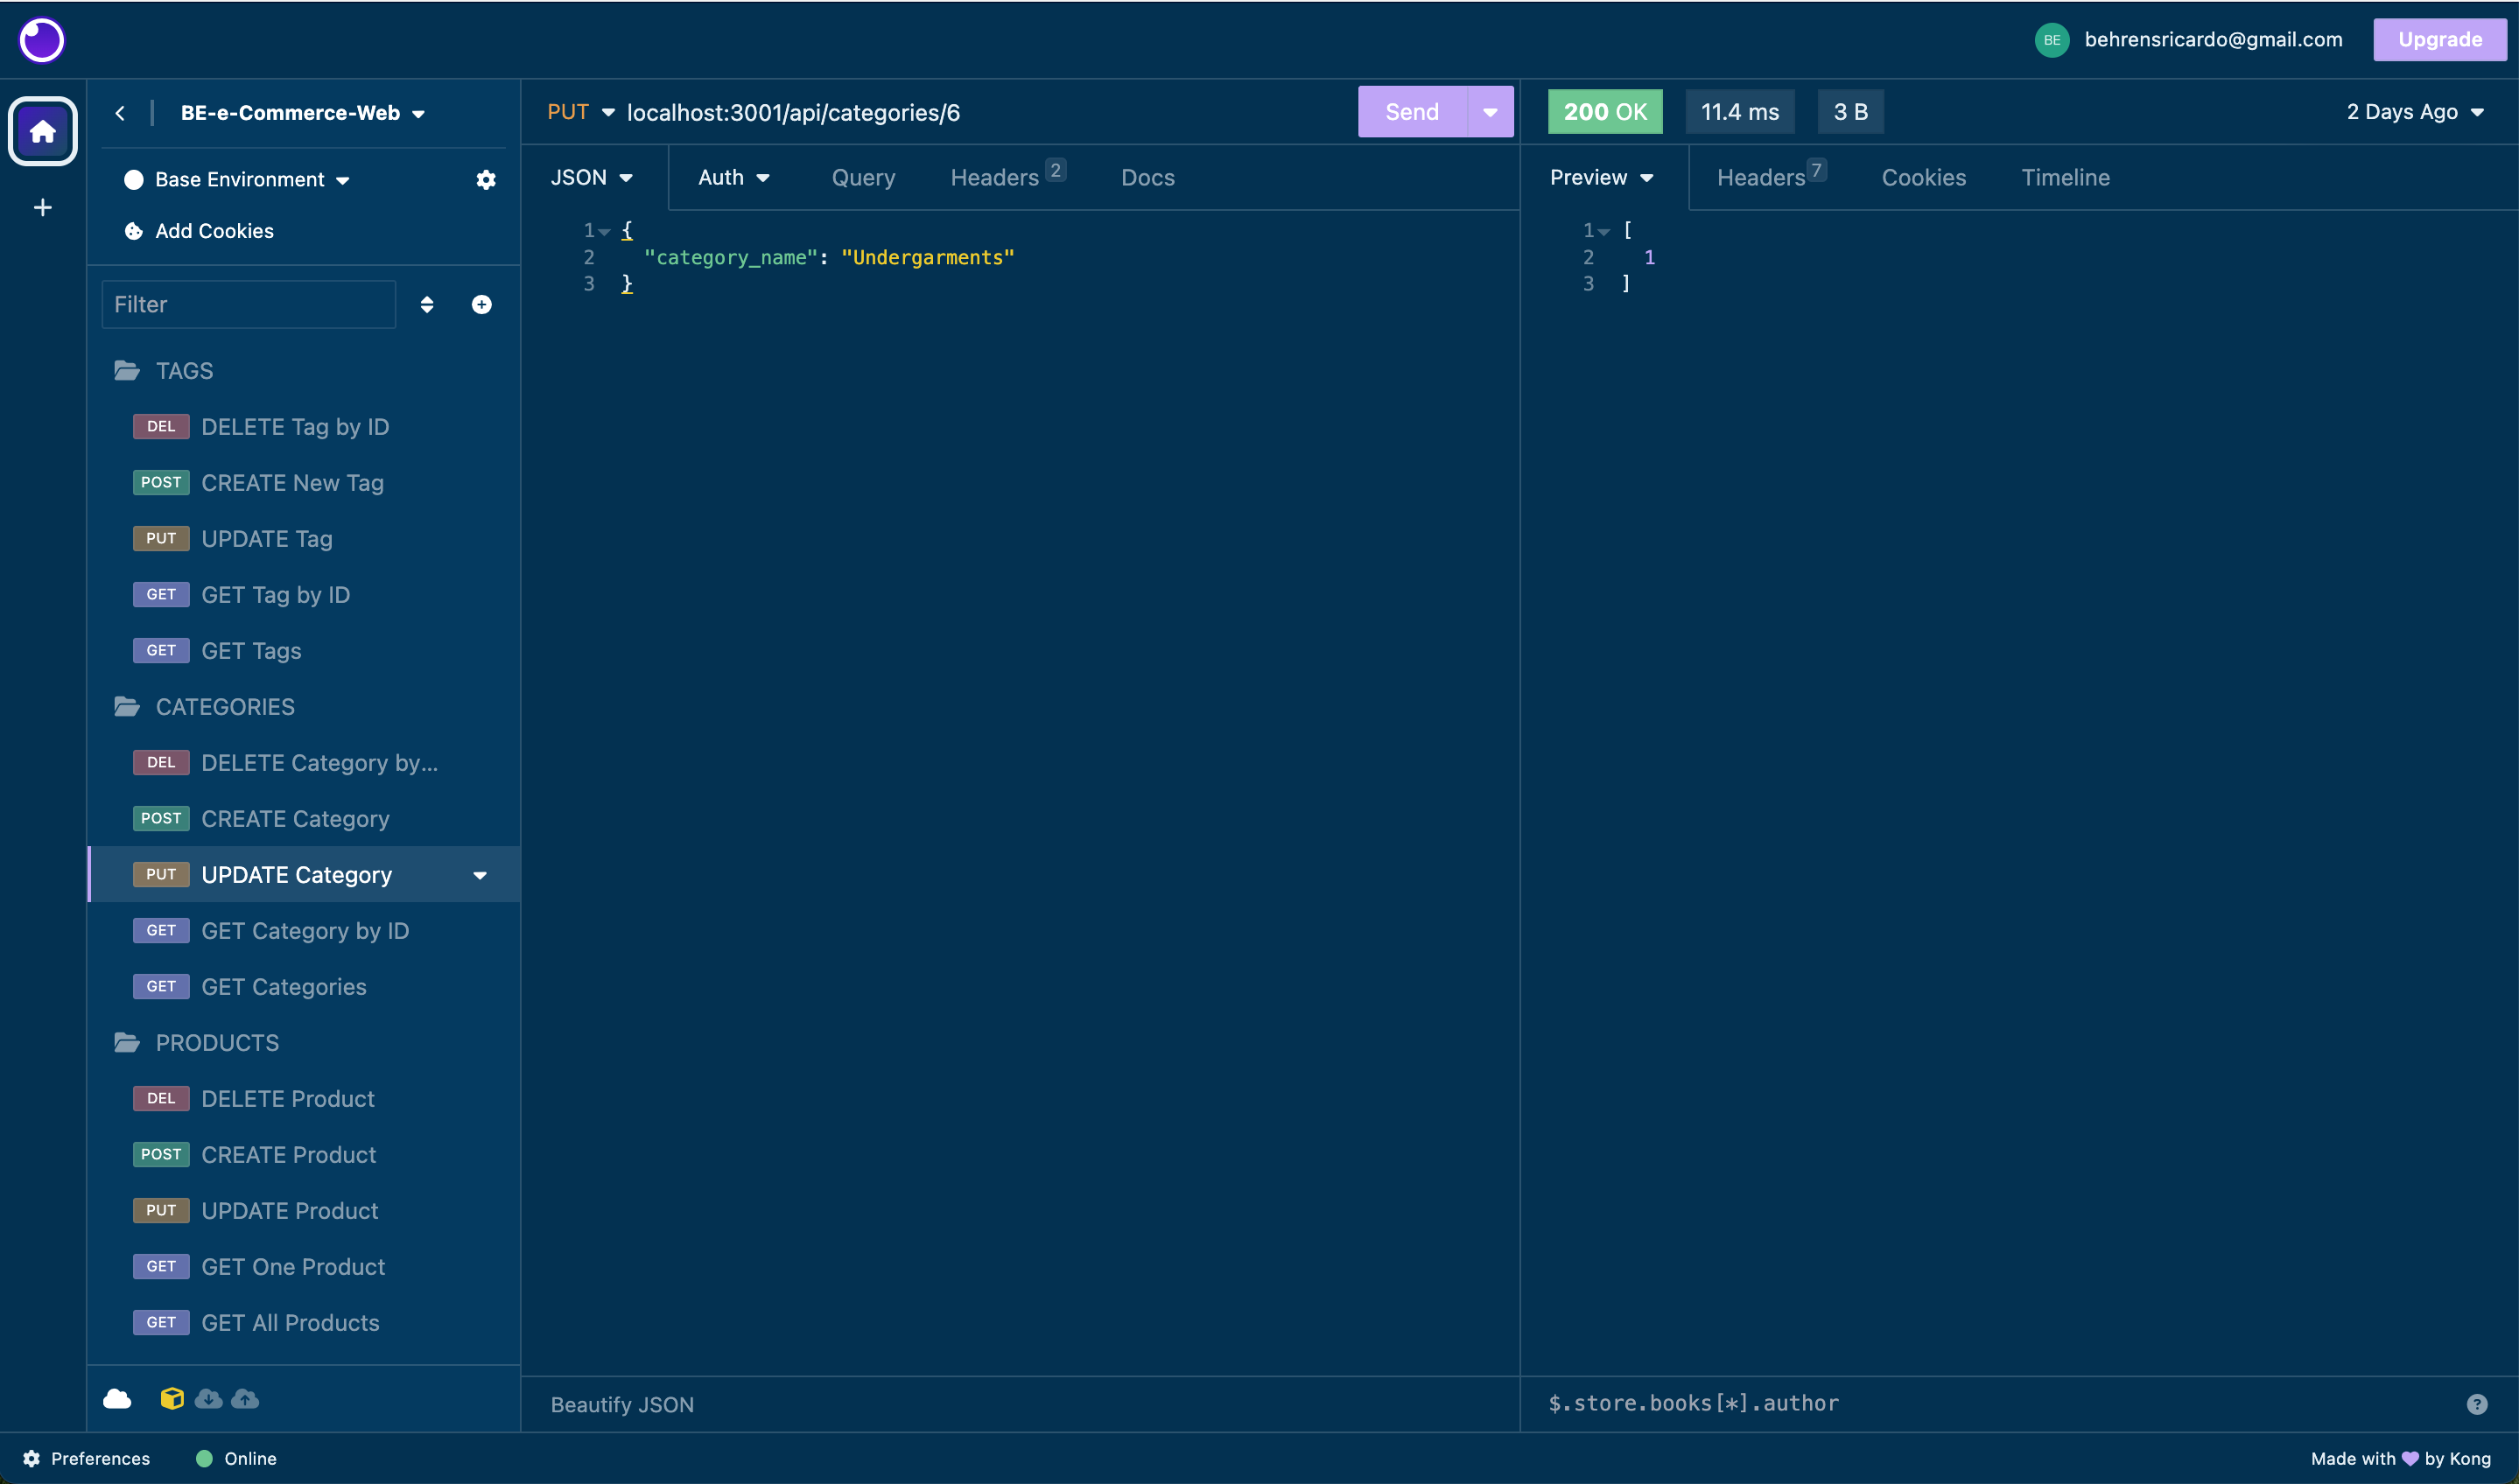 BE behrensricardo@gmail.com Upgrade
BE-e-Commerce-Web
Base Environment
Add Cookies
Filter
TAGS
DEL DELETE Tag by ID
POST CREATE New Tag
PUT UPDATE Tag
GET GET Tag by ID
GET GET Tags
CATEGORIES
DEL DELETE Category by...
POST CREATE Category
PUT UPDATE Category
GET GET Category by ID
GET GET Categories
PRODUCTS
DEL DELETE Product
POST CREATE Product
PUT UPDATE Product
GET GET One Product
GET GET All Products
PUT localhost:3001/api/categories/6 Send
JSON Auth Query Headers 2 Docs
1 {
2 "category_name": "Undergarments"
3 }
Beautify JSON
200 OK 11.4 ms 3 B 2 Days Ago
Preview Headers 7 Cookies Timeline
1 [
2 1
3 ]
$.store.books[*].author ?
Preferences Online Made with 💜 by Kong